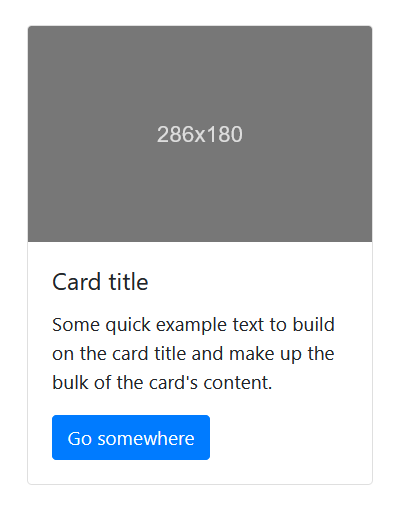 286x180
Card title
Some quick example text to build
on the card title and make up the
bulk of the card's content.
Go somewhere